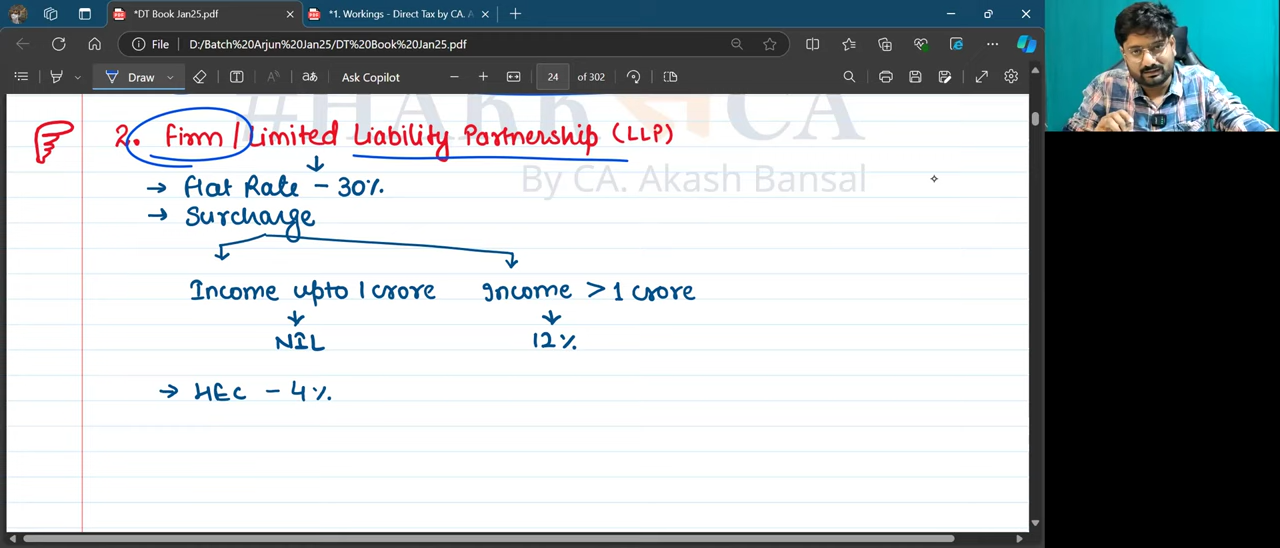 *DT Book Jan25.pdf
*1. Workings - Direct Tax by CA. A
File D:/Batch%20Arjun%20Jan25/DT%20Book%20Jan25.pdf
Draw
Ask Copilot
24 of 302
#HARR CA
By CA. Akash Bansal
2. Firm / Limited Liability Partnership (LLP)
→ Flat Rate - 30%
→ Surcharge
Income upto 1 crore Income > 1 crore
NIL 12%
→ HEC - 4%